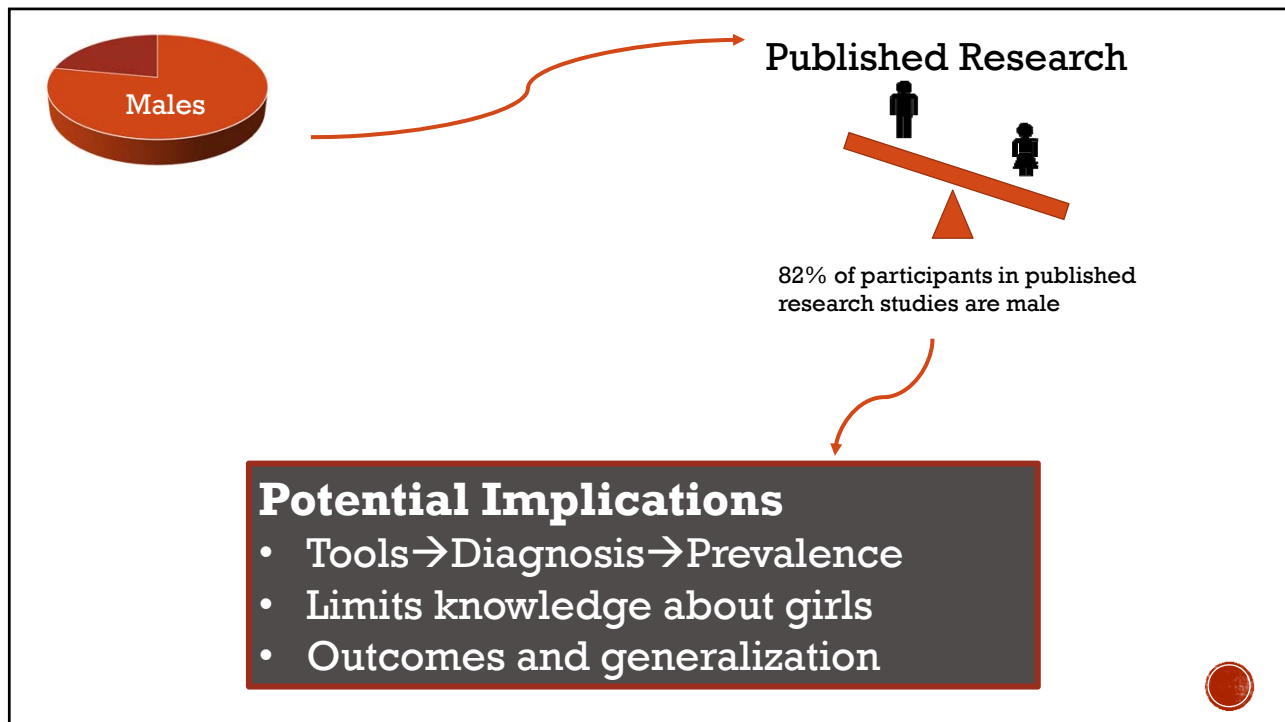 Males
Published Research
82% of participants in published
research studies are male
Potential Implications
• Tools→Diagnosis→Prevalence
• Limits knowledge about girls
• Outcomes and generalization